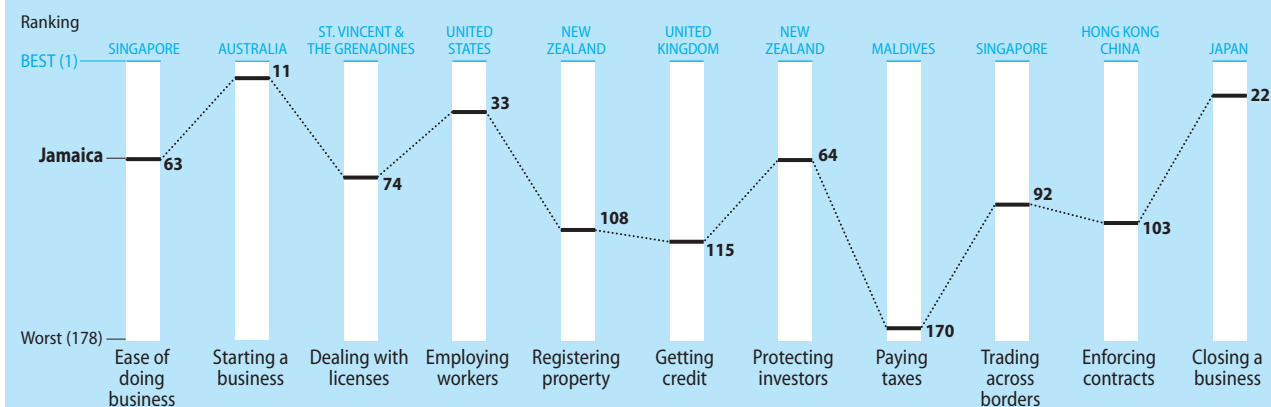 Ranking
SINGAPORE
AUSTRALIA
ST. VINCENT &
THE GRENADINES
UNITED
STATES
NEW
ZEALAND
UNITED
KINGDOM
NEW
ZEALAND
MALDIVES
SINGAPORE
HONG KONG
CHINA
JAPAN
BEST (1)
Jamaica
63
11
74
33
108
115
64
170
92
103
22
Worst (178)
Ease of
doing
business
Starting a
business
Dealing with
licenses
Employing
workers
Registering
property
Getting
credit
Protecting
investors
Paying
taxes
Trading
across
borders
Enforcing
contracts
Closing a
business